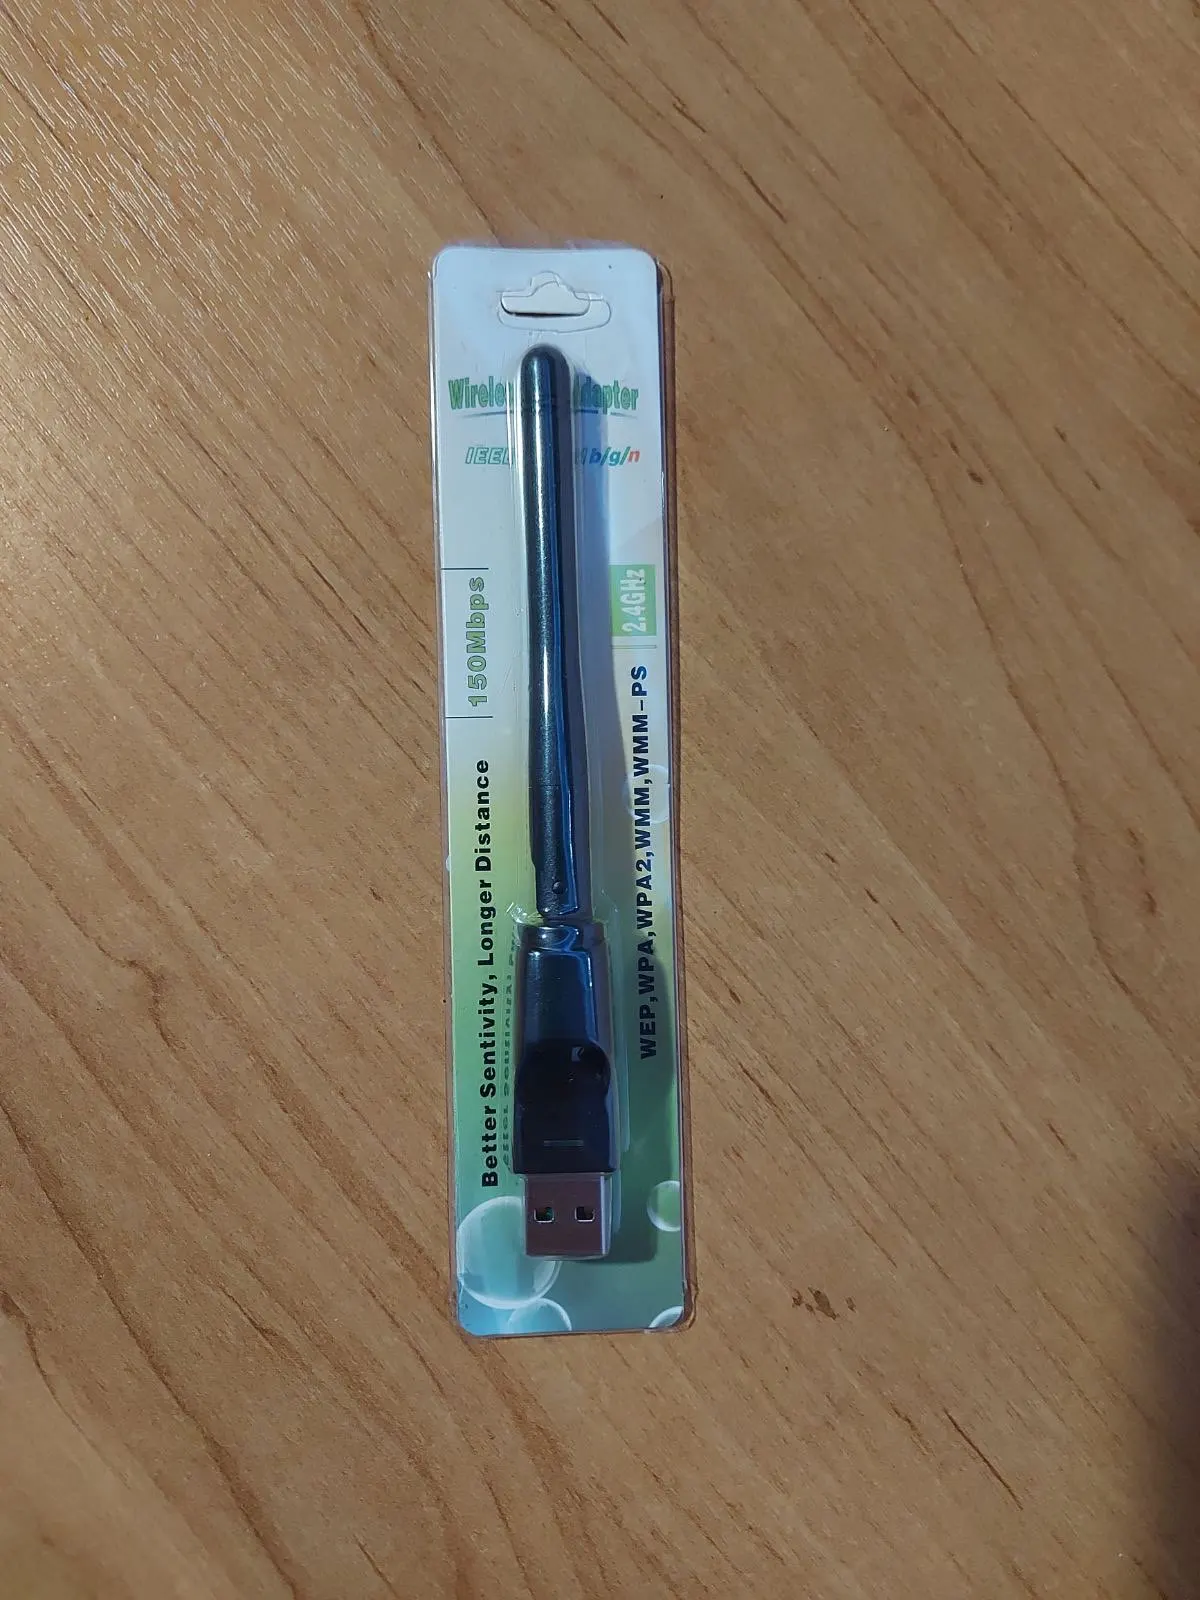 Wirele dapter
IEEE b/g/n
150Mbps
2.4GHz
Better Sentivity, Longer Distance
WEP,WPA,WPA2,WMM,WMM-PS